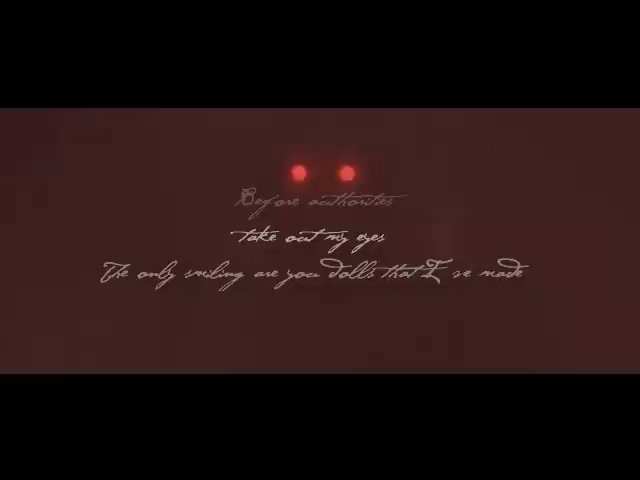 Before authorities
take out my eyes
The only smiling are you dolls that I 've made